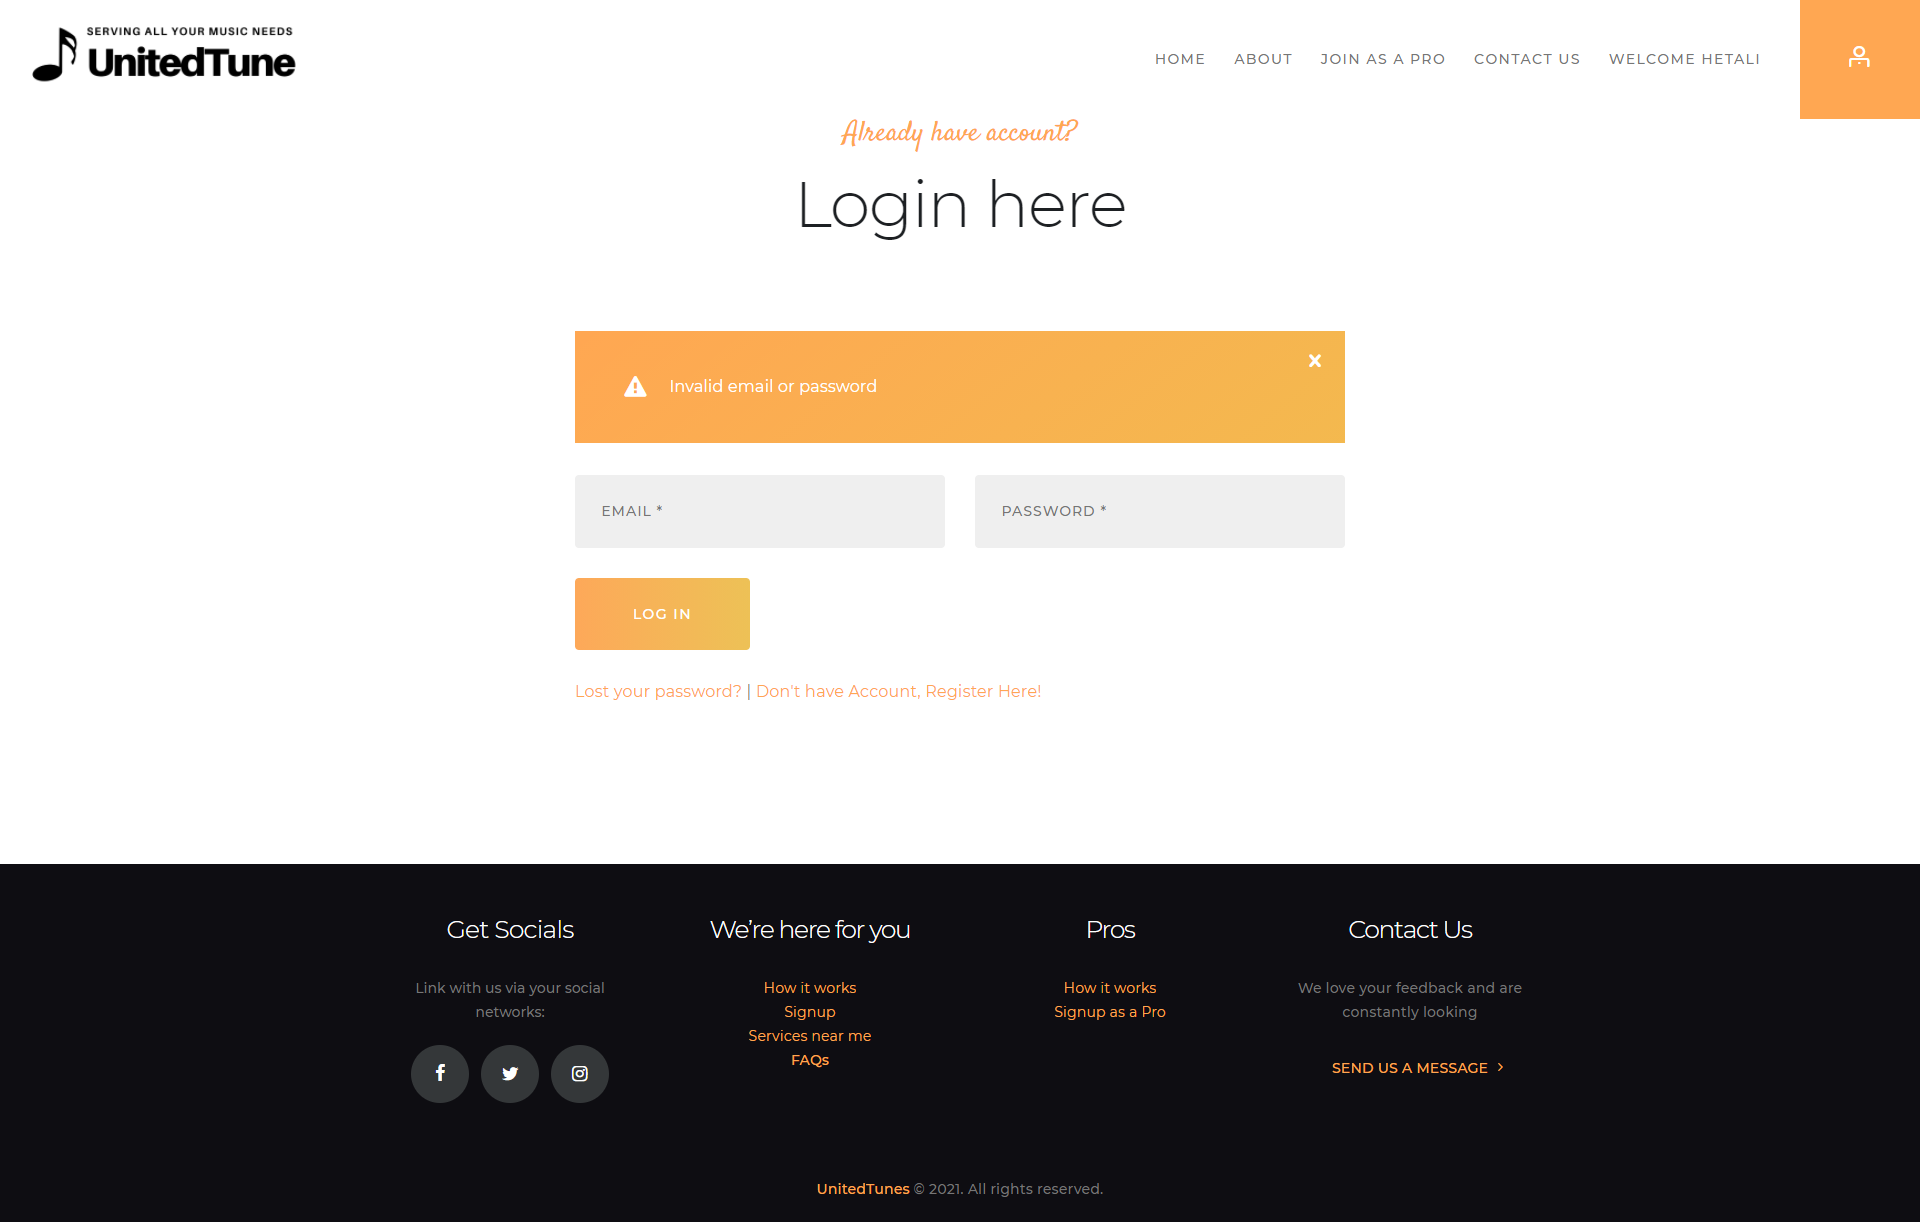 SERVING ALL YOUR MUSIC NEEDS
UnitedTune
HOME ABOUT JOIN AS A PRO CONTACT US WELCOME HETALI
Already have account?
Login here
Invalid email or password
EMAIL * PASSWORD *
LOG IN
Lost your password? | Don't have Account, Register Here!
Get Socials
Link with us via your social
networks:
We’re here for you
How it works
Signup
Services near me
FAQs
Pros
How it works
Signup as a Pro
Contact Us
We love your feedback and are
constantly looking
SEND US A MESSAGE
UnitedTunes © 2021. All rights reserved.